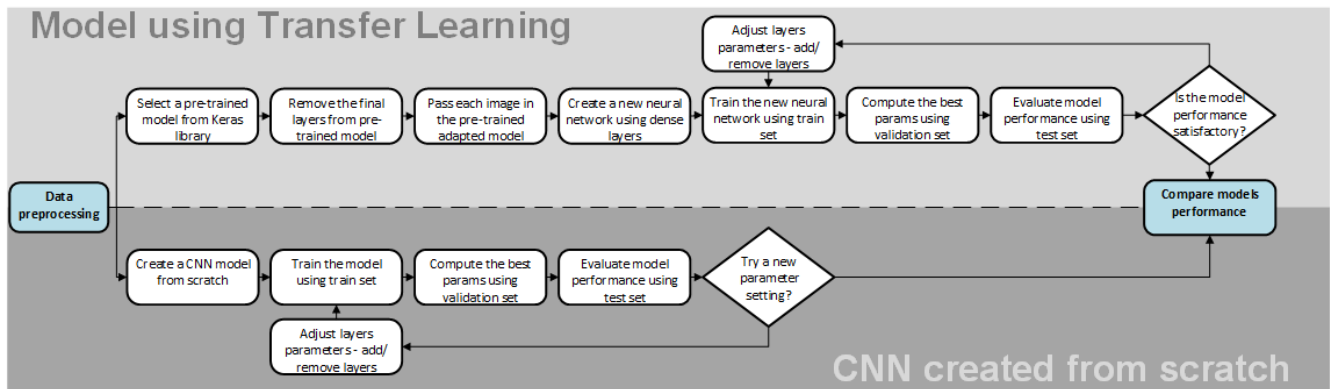 Model using Transfer Learning
Adjust layers
parameters - add/
remove layers
Select a pre-trained
model from Keras
library
Remove the final
layers from pre-
trained model
Pass each image in
the pre-trained
adapted model
Create a new neural
network using dense
layers
Train the new neural
network using train
set
Compute the best
params using
validation set
Evaluate model
performance using
test set
Is the model
performance
satisfactory?
Data
preprocessing
Compare models
performance
Create a CNN model
from scratch
Train the model
using train set
Compute the best
params using
validation set
Evaluate model
performance using
test set
Try a new
parameter
setting?
Adjust layers
parameters - add/
remove layers
CNN created from scratch